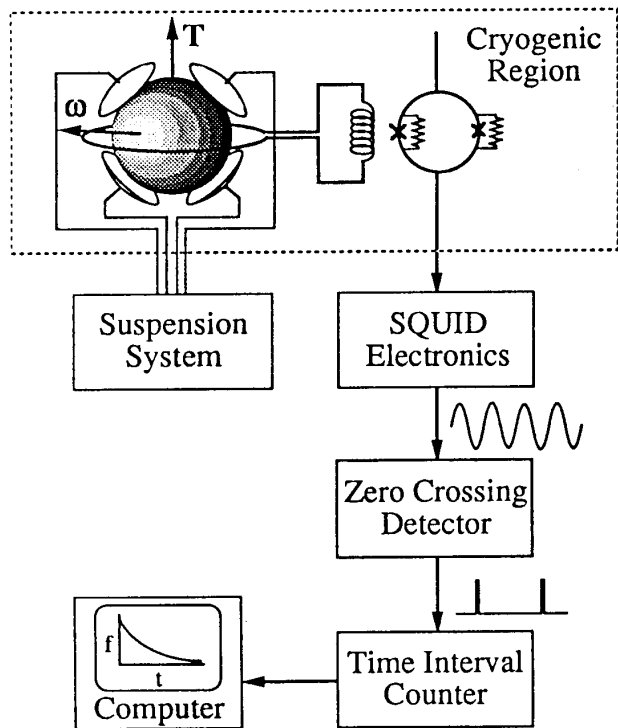 T
Cryogenic
Region
ω
Suspension
System
SQUID
Electronics
Zero Crossing
Detector
f
t
Computer
Time Interval
Counter